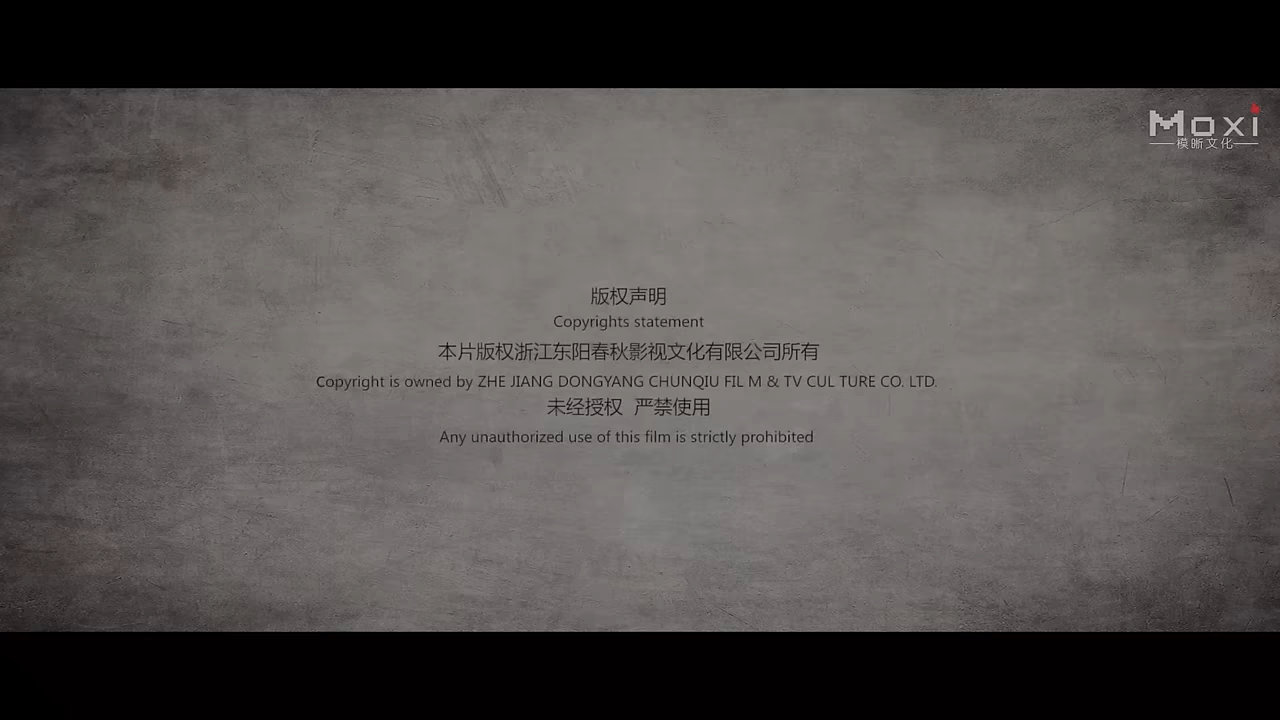 Moxi
模晰文化
版权声明
Copyrights statement
本片版权浙江东阳春秋影视文化有限公司所有
Copyright is owned by ZHE JIANG DONGYANG CHUNQIU FIL M & TV CUL TURE CO. LTD.
未经授权 严禁使用
Any unauthorized use of this film is strictly prohibited